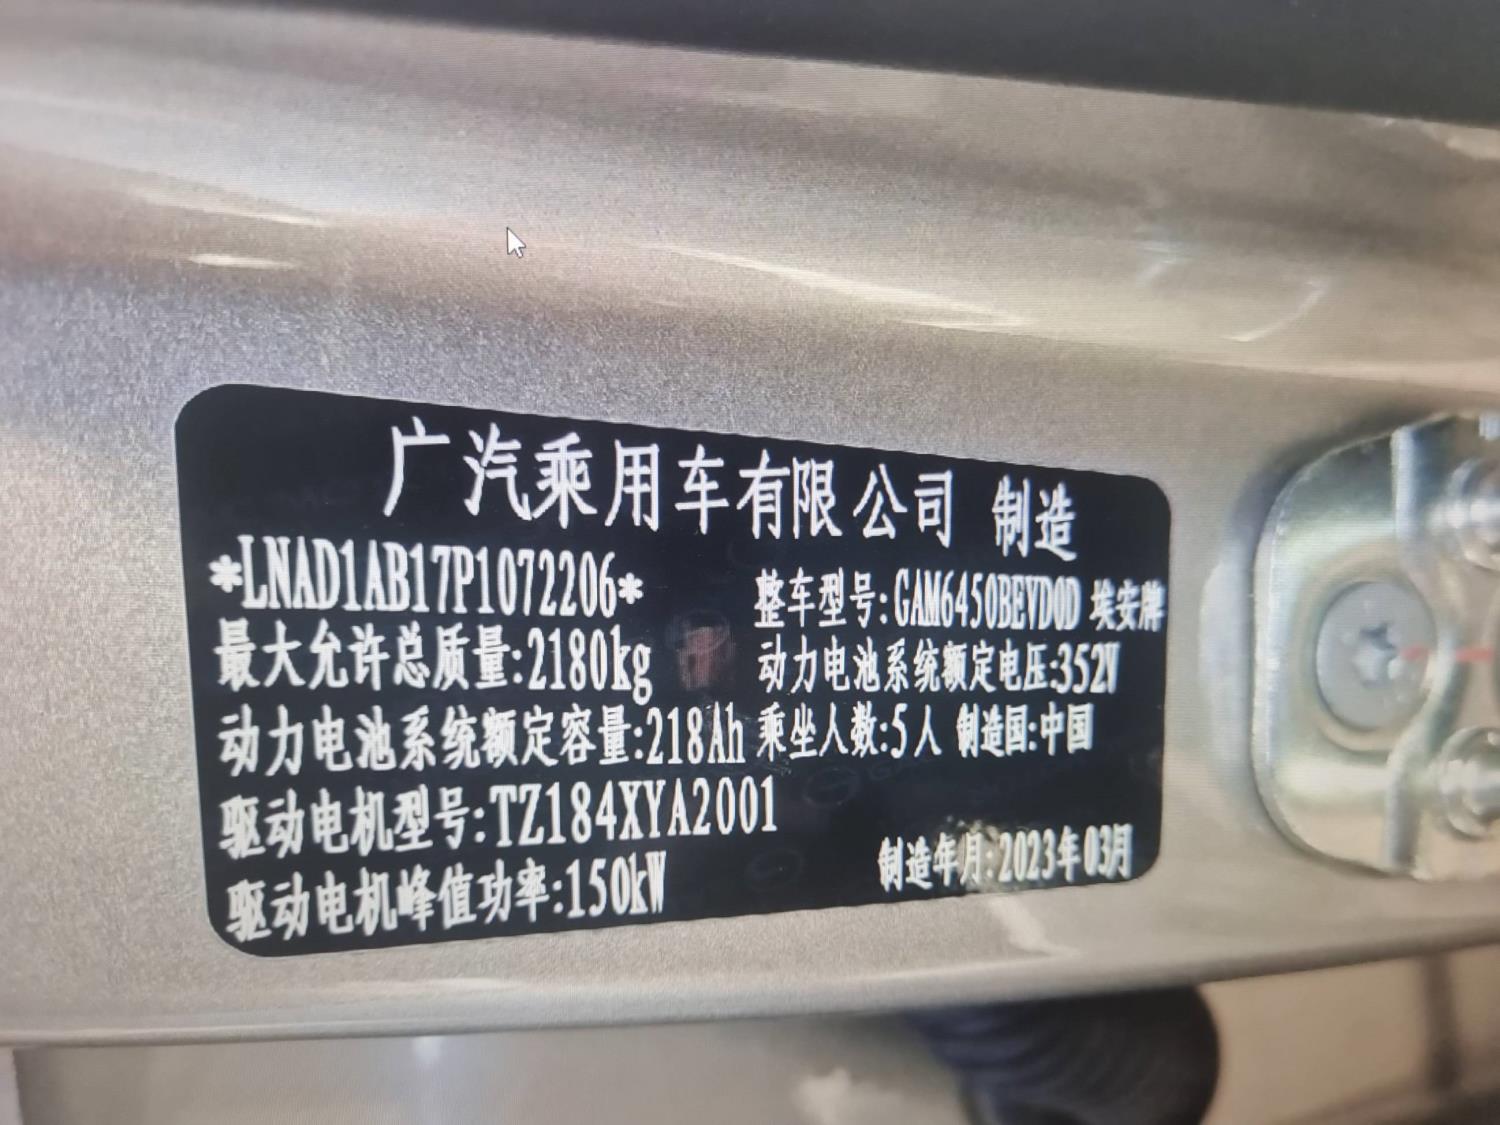 广汽乘用车有限公司 制造
*LNAD1AB17P1072206* 整车型号:GAM6450BEVD0D 埃安牌
最大允许总质量:2180kg 动力电池系统额定电压:352V
动力电池系统额定容量:218Ah 乘坐人数:5人 制造国:中国
驱动电机型号:TZ184XYA2001
驱动电机峰值功率:150kW 制造年月:2023年03月